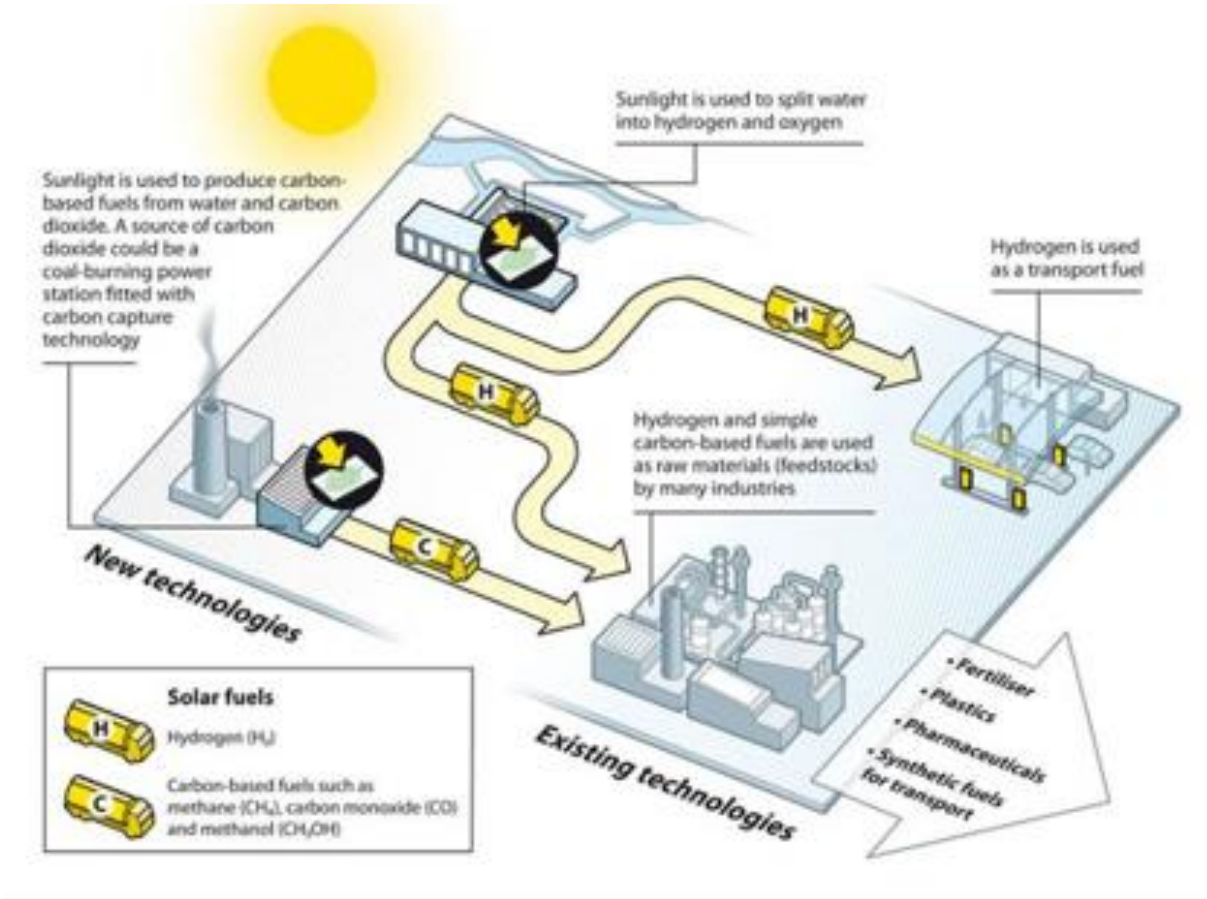 Sunlight is used to split water
into hydrogen and oxygen
Sunlight is used to produce carbon-
based fuels from water and carbon
dioxide. A source of carbon
dioxide could be a
coal-burning power
station fitted with
carbon capture
technology
Hydrogen is used
as a transport fuel
H
H
Hydrogen and simple
carbon-based fuels are used
as raw materials (feedstocks)
by many industries
C
New technologies
Existing technologies
• Fertiliser
• Plastics
• Pharmaceuticals
• Synthetic fuels
for transport
Solar fuels
H
Hydrogen (H₂)
C
Carbon-based fuels such as
methane (CH₄), carbon monoxide (CO)
and methanol (CH₃OH)